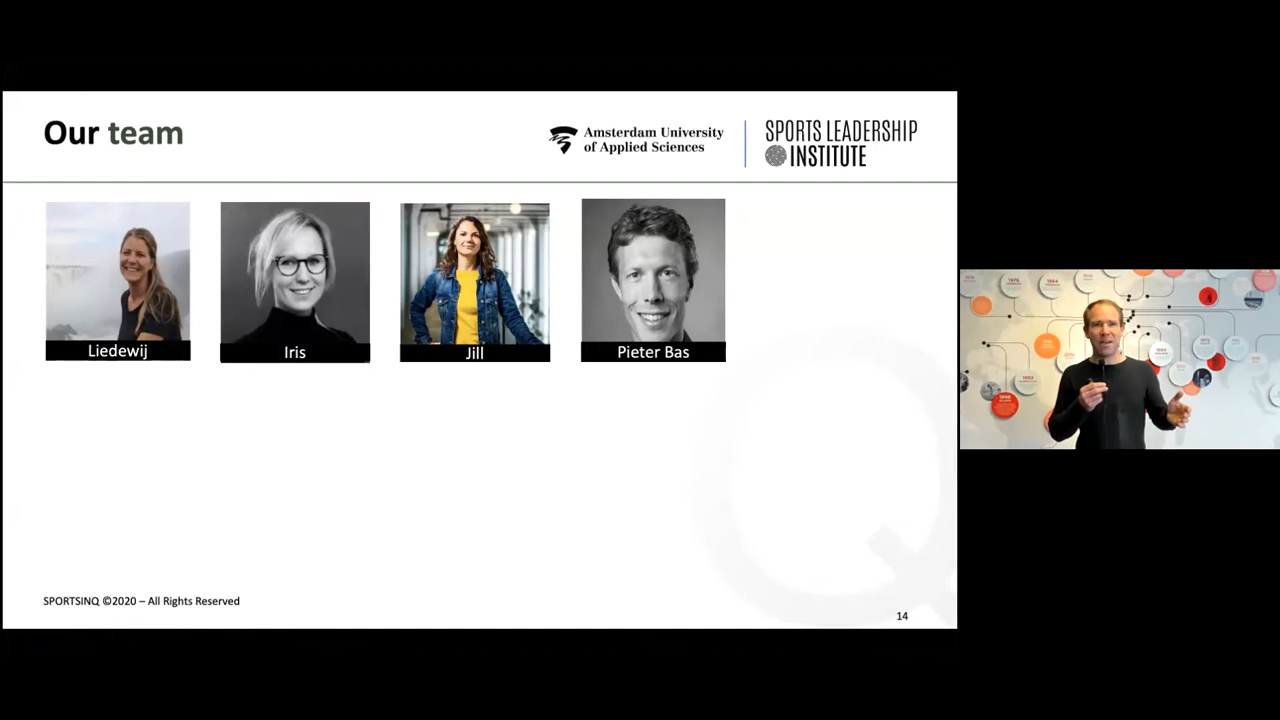 Our team
Amsterdam University
of Applied Sciences
SPORTS LEADERSHIP
INSTITUTE
Liedewij
Iris
Jill
Pieter Bas
SPORTSINQ ©2020 – All Rights Reserved
14